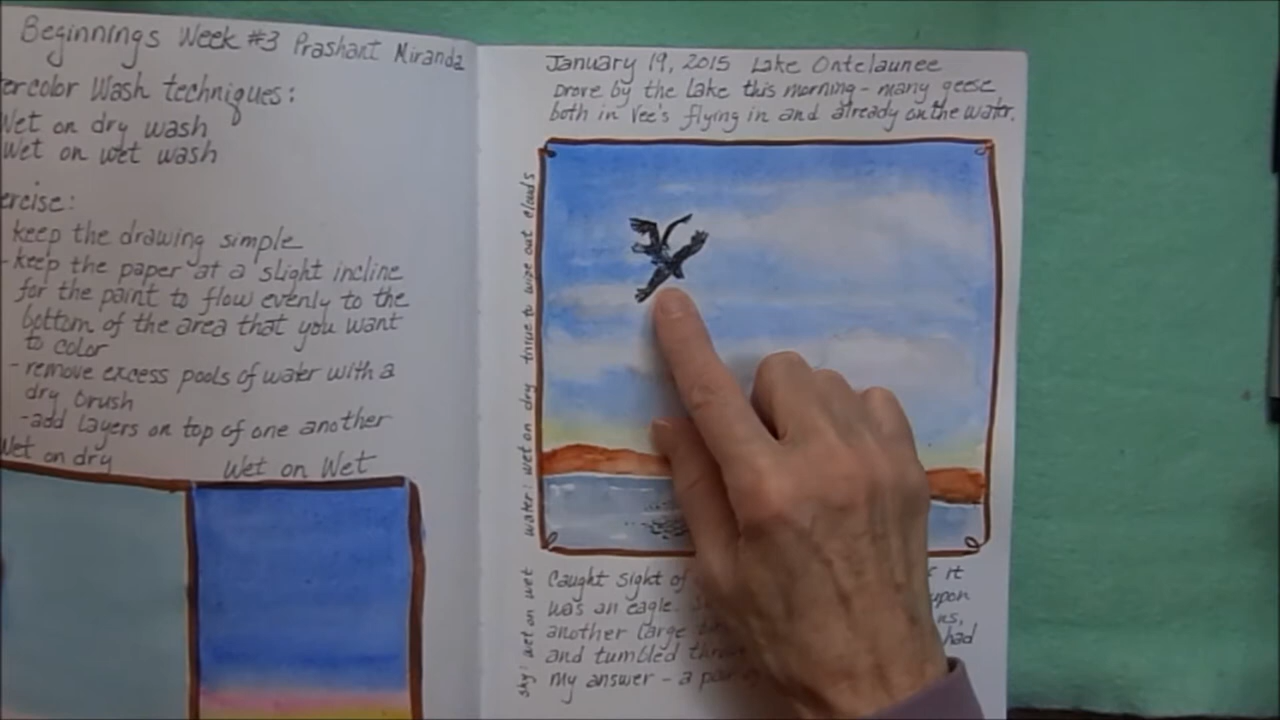 Beginnings Week #3 Prashant Miranda
ercolor Wash techniques:
Wet on dry wash
Wet on wet wash
ercise:
keep the drawing simple
-keep the paper at a slight incline
for the paint to flow evenly to the
bottom of the area that you want
to color
- remove excess pools of water with a
dry brush
-add layers on top of one another
Wet on dry
Wet on Wet
January 19, 2015 Lake Ontelaunee
Drove by the lake this morning - many geese
both in Vee's flying in and already on the water.
sky: wet on wet water: wet on dry tissue to wipe out clouds
Caught sight of if it
was an eagle. upon
another large
and tumbled had
my answer - a pair